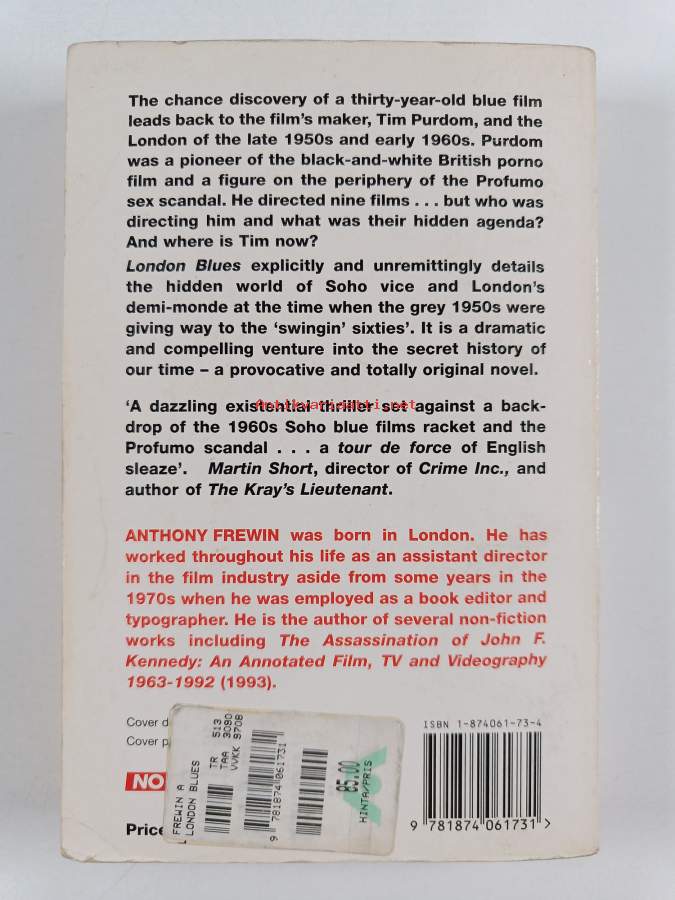 The chance discovery of a thirty-year-old blue film
leads back to the film's maker, Tim Purdom, and the
London of the late 1950s and early 1960s. Purdom
was a pioneer of the black-and-white British porno
film and a figure on the periphery of the Profumo
sex scandal. He directed nine films . . . but who was
directing him and what was their hidden agenda?
And where is Tim now?
London Blues explicitly and unremittingly details
the hidden world of Soho vice and London's
demi-monde at the time when the grey 1950s were
giving way to the 'swingin' sixties'. It is a dramatic
and compelling venture into the secret history of
our time – a provocative and totally original novel.
'A dazzling existential thriller set against a back-
drop of the 1960s Soho blue films racket and the
Profumo scandal . . . a tour de force of English
sleaze'. Martin Short, director of Crime Inc., and
author of The Kray's Lieutenant.
Antikvariaatti.net
ANTHONY FREWIN was born in London. He has
worked throughout his life as an assistant director
in the film industry aside from some years in the
1970s when he was employed as a book editor and
typographer. He is the author of several non-fiction
works including The Assassination of John F.
Kennedy: An Annotated Film, TV and Videography
1963-1992 (1993).
Cover d
Cover p
NO
Price
FREWIN A
LONDON BLUES
TR 513
TAA 3080
VVKK 9708
9 781874 061731
85.00
HINTA/PRIS
ISBN 1-874061-73-4
9 781874 061731 >